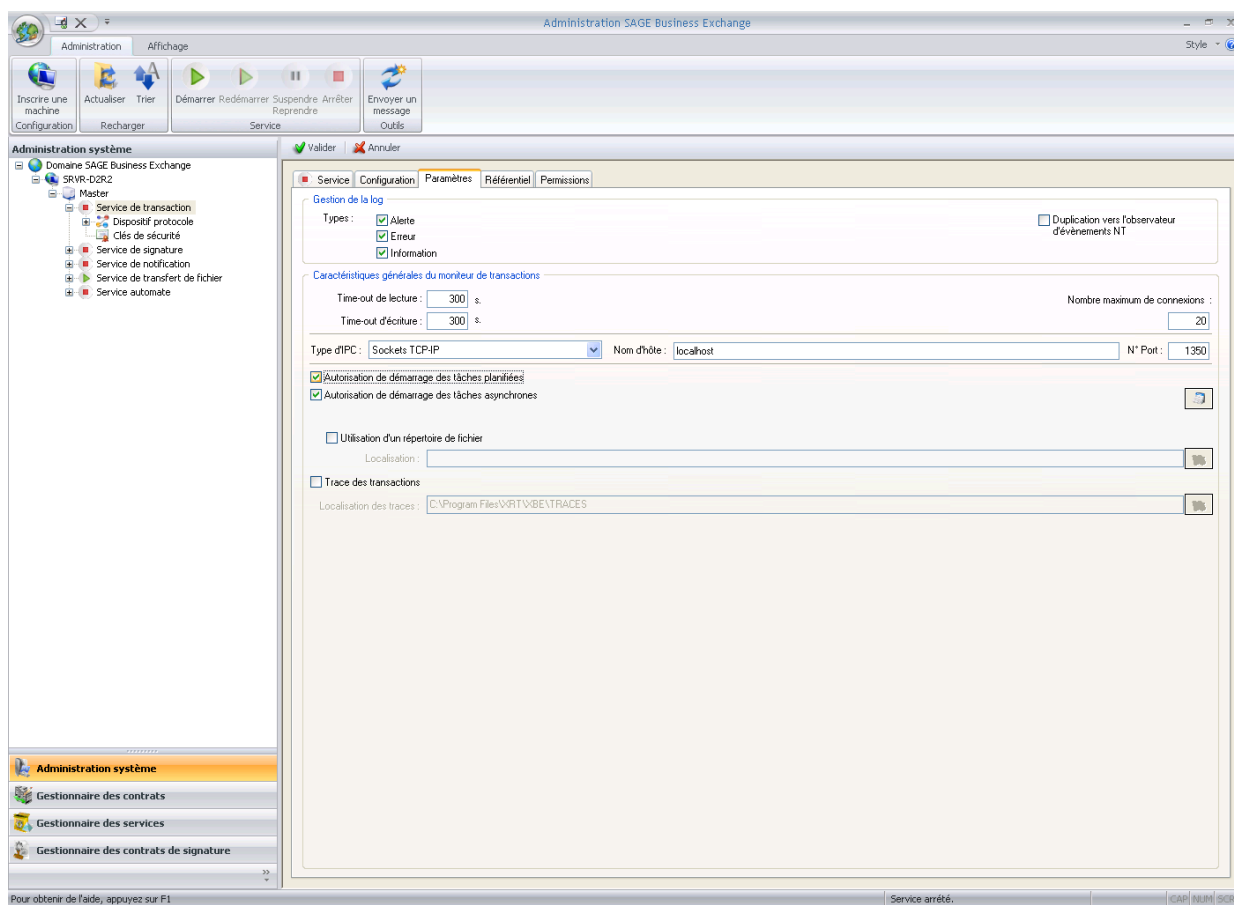 Administration SAGE Business Exchange
Administration Affichage Style
Inscrire une machine
Actualiser Trier
Démarrer Redémarrer Suspendre Reprendre Arrêter
Envoyer un message
Configuration Recharger Service Outils
Administration système
Valider Annuler
Domaine SAGE Business Exchange
SRVR-D2R2
Master
Service de transaction
Dispositif protocole
Clés de sécurité
Service de signature
Service de notification
Service de transfert de fichier
Service automate
Service Configuration Paramètres Référentiel Permissions
Gestion de la log
Types :
Alerte
Erreur
Information
Duplication vers l'observateur
d'évènements NT
Caractéristiques générales du moniteur de transactions
Time-out de lecture : 300 s.
Nombre maximum de connexions :
Time-out d'écriture : 300 s.
20
Type d'IPC : Sockets TCP-IP Nom d'hôte : localhost N° Port : 1350
Autorisation de démarrage des tâches planifiées
Autorisation de démarrage des tâches asynchrones
Utilisation d'un répertoire de fichier
Localisation :
Trace des transactions
Localisation des traces : C:\Program Files\XRT\XBE\TRACES
Administration système
Gestionnaire des contrats
Gestionnaire des services
Gestionnaire des contrats de signature
Pour obtenir de l'aide, appuyez sur F1 Service arrété. CAP NUM SCR